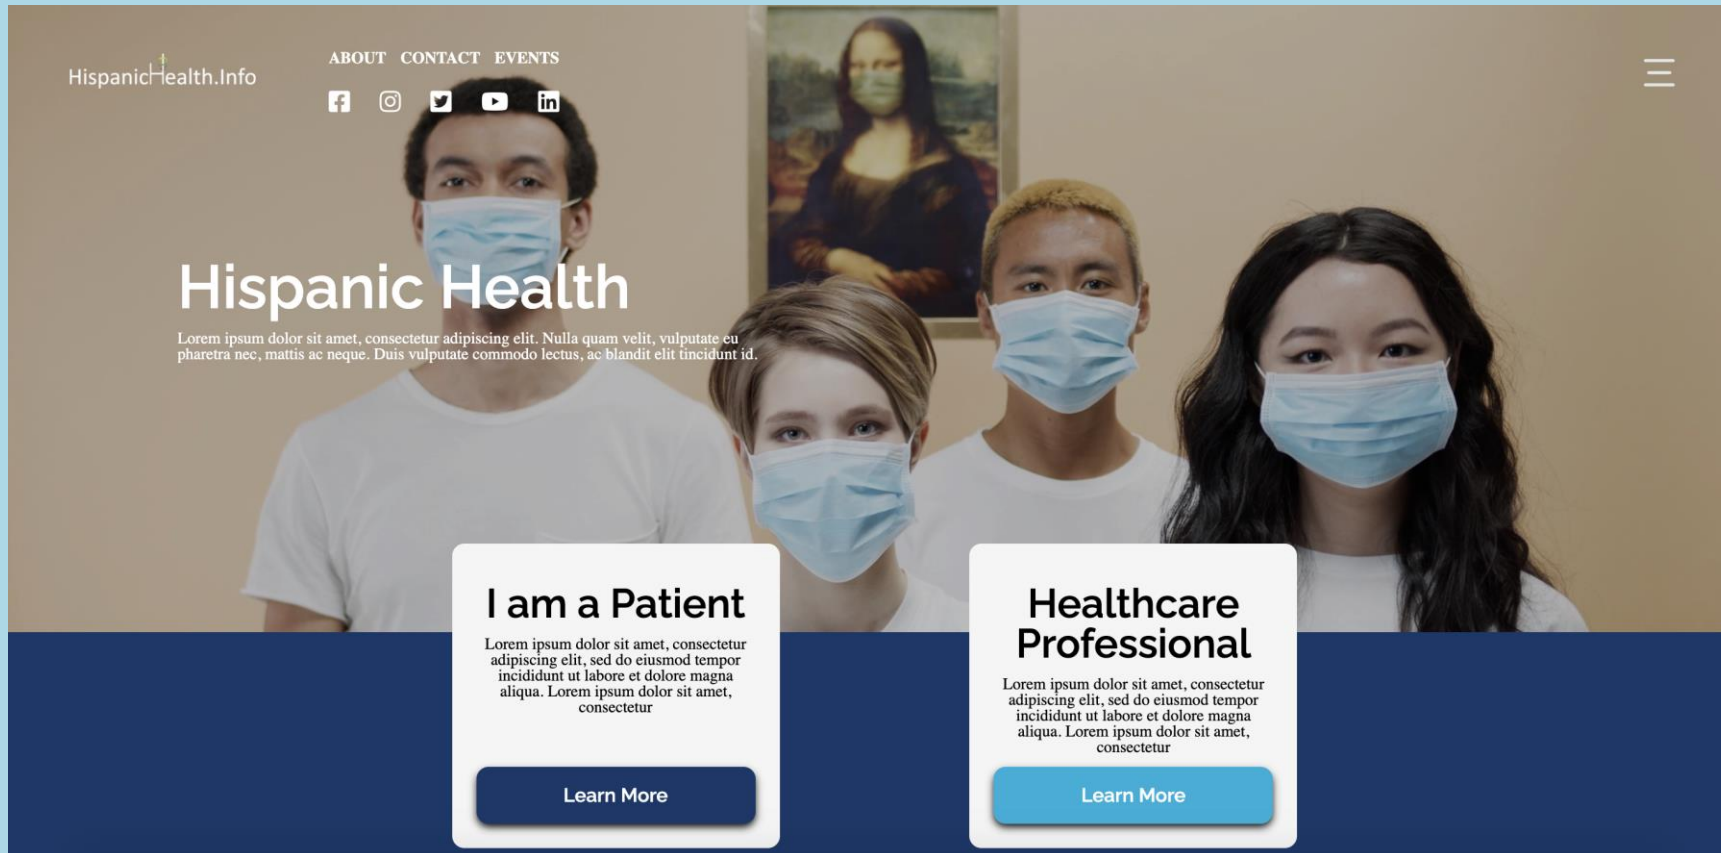 HispanicHealth.Info
ABOUT CONTACT EVENTS
Hispanic Health
Lorem ipsum dolor sit amet, consectetur adipiscing elit. Nulla quam velit, vulputate eu
pharetra nec, mattis ac neque. Duis vulputate commodo lectus, ac blandit elit tincidunt id.
I am a Patient
Lorem ipsum dolor sit amet, consectetur
adipiscing elit, sed do eiusmod tempor
incididunt ut labore et dolore magna
aliqua. Lorem ipsum dolor sit amet,
consectetur
Learn More
Healthcare
Professional
Lorem ipsum dolor sit amet, consectetur
adipiscing elit, sed do eiusmod tempor
incididunt ut labore et dolore magna
aliqua. Lorem ipsum dolor sit amet,
consectetur
Learn More